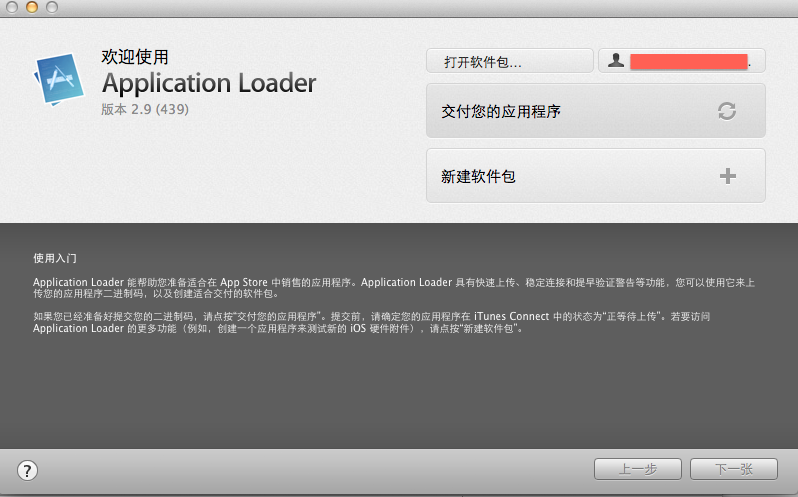 欢迎使用
Application Loader
版本 2.9 (439)
打开软件包...
交付您的应用程序
新建软件包
使用入门
Application Loader 能帮助您准备适合在 App Store 中销售的应用程序。Application Loader 具有快速上传、稳定连接和提早验证警告等功能，您可以使用它来上
传您的应用程序二进制码，以及创建适合交付的软件包。
如果您已经准备好提交您的二进制码，请点按“交付您的应用程序”。提交前，请确定您的应用程序在 iTunes Connect 中的状态为“正等待上传”。若要访问
Application Loader 的更多功能（例如，创建一个应用程序来测试新的 iOS 硬件附件），请点按“新建软件包”。
?
上一步
下一张